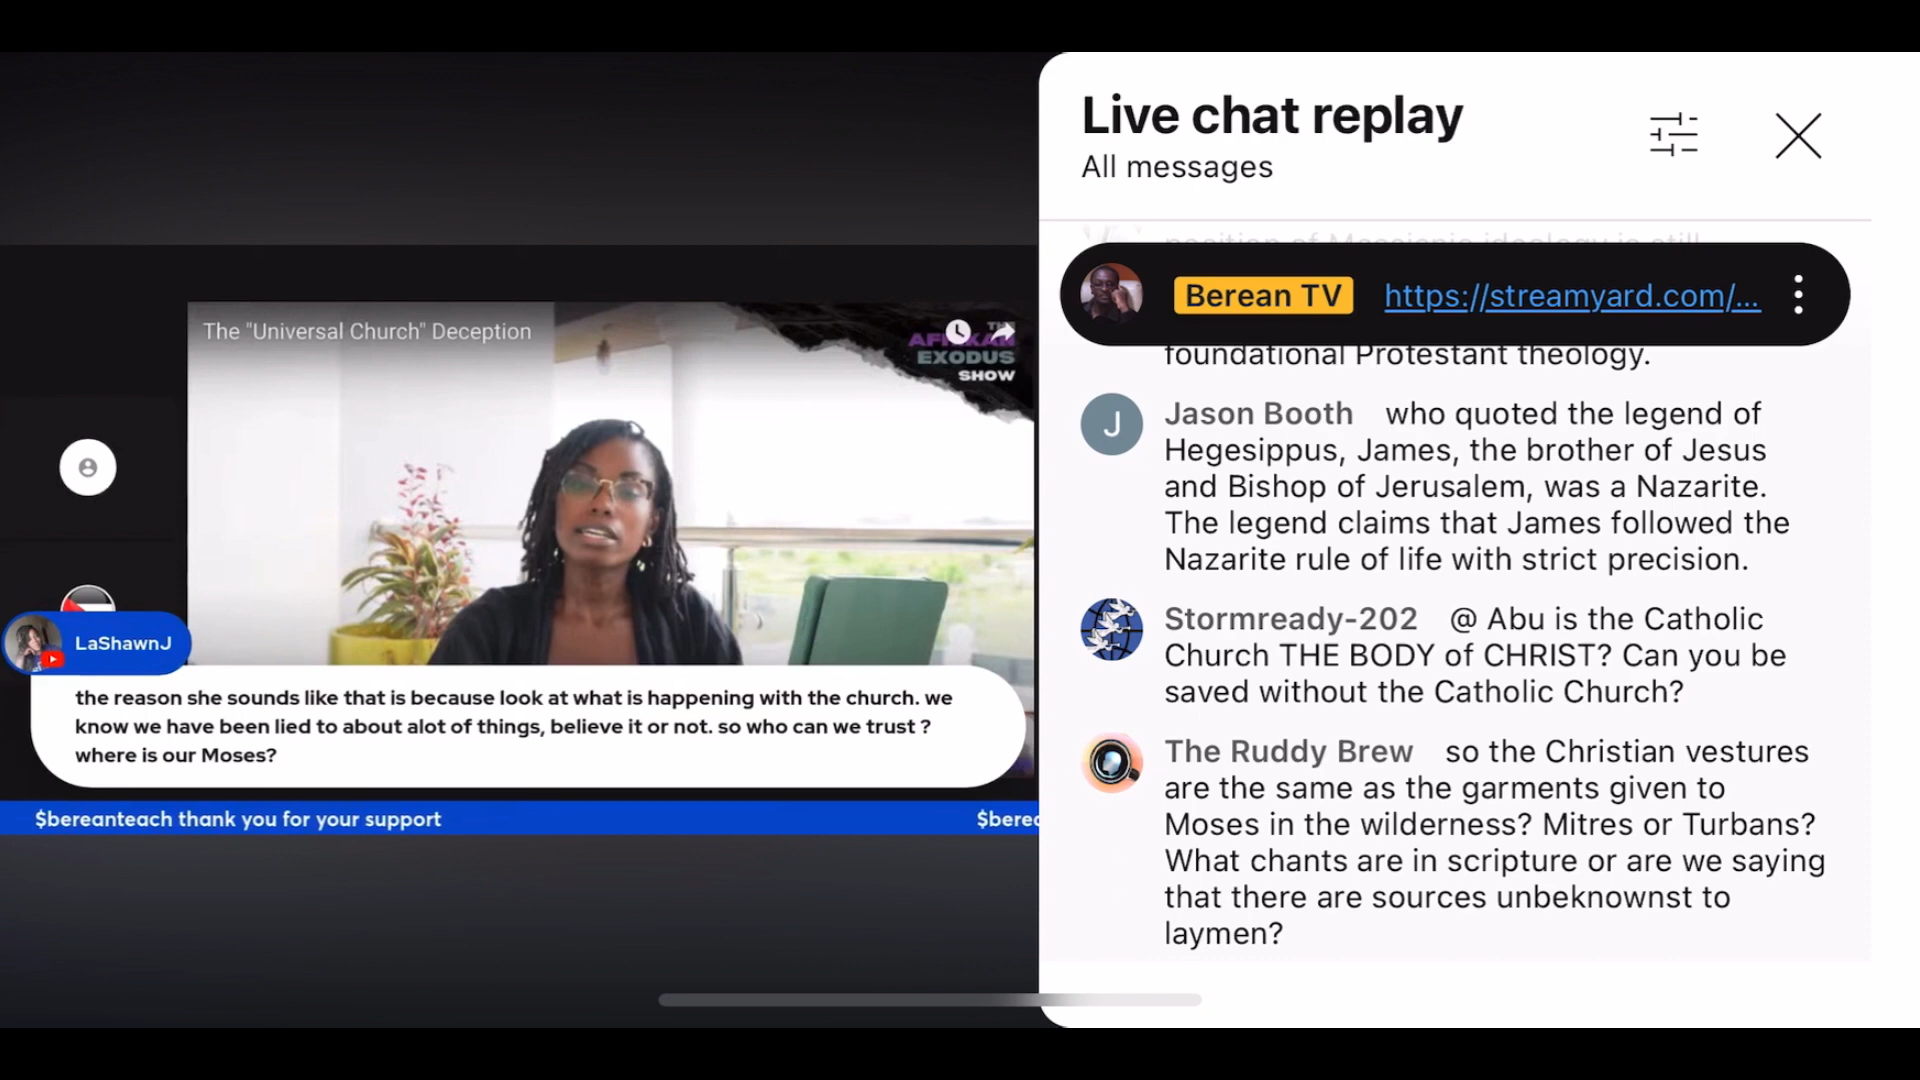 The "Universal Church" Deception
AFRIKAN
EXODUS
SHOW
LaShawnJ
the reason she sounds like that is because look at what is happening with the church. we
know we have been lied to about alot of things, believe it or not. so who can we trust ?
where is our Moses?
$bereanteach thank you for your support
$berea
Live chat replay
All messages
position of Messianic ideology is still
Berean TV https://streamyard.com/...
foundational Protestant theology.
J
Jason Booth who quoted the legend of
Hegesippus, James, the brother of Jesus
and Bishop of Jerusalem, was a Nazarite.
The legend claims that James followed the
Nazarite rule of life with strict precision.
Stormready-202 @ Abu is the Catholic
Church THE BODY of CHRIST? Can you be
saved without the Catholic Church?
The Ruddy Brew so the Christian vestures
are the same as the garments given to
Moses in the wilderness? Mitres or Turbans?
What chants are in scripture or are we saying
that there are sources unbeknownst to
laymen?